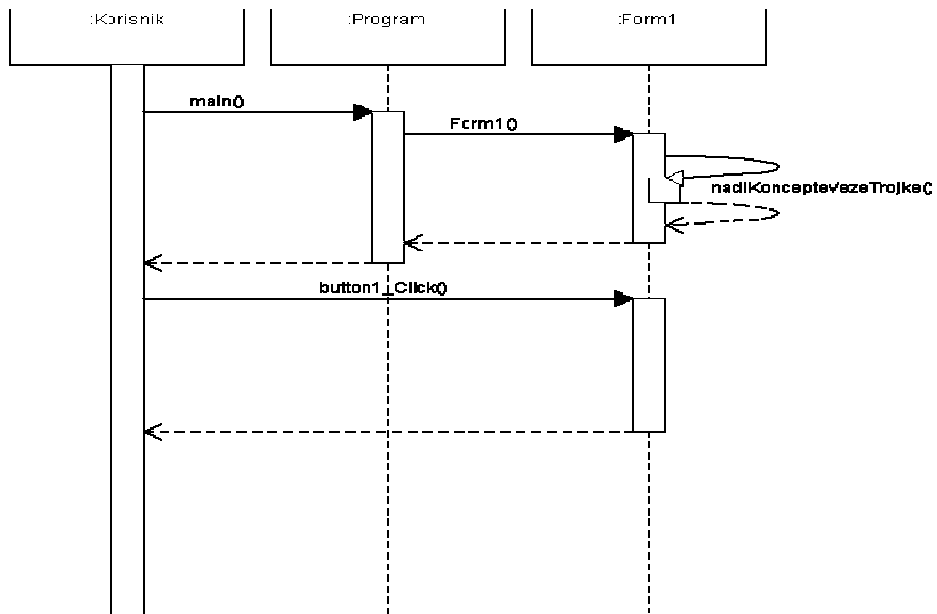 :Korisnik
:Program
:Form1
main()
Form1()
nadiKoncepteVezeTrojke()
button1_Click()